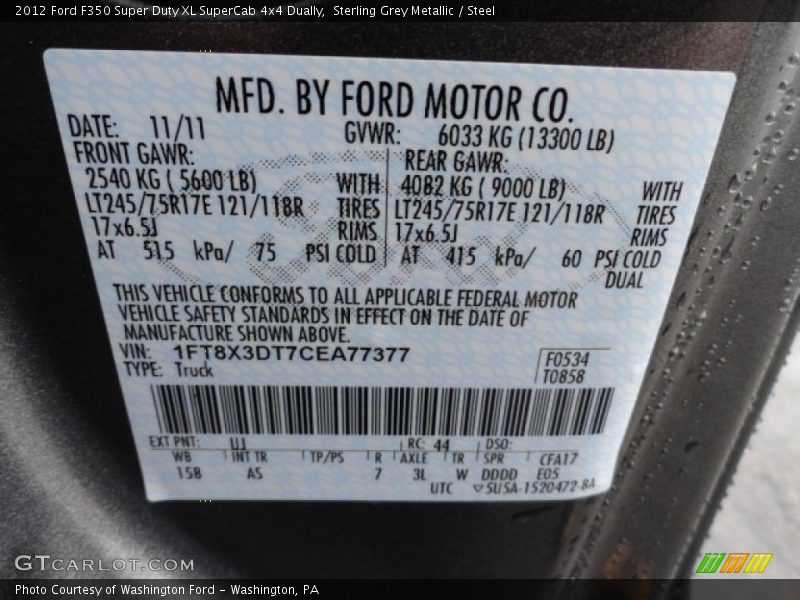 2012 Ford F350 Super Duty XL SuperCab 4x4 Dually,  Sterling Grey Metallic / Steel
MFD. BY FORD MOTOR CO.
DATE: 11/11 GVWR: 6033 KG (13300 LB)
FRONT GAWR: REAR GAWR:
2540 KG ( 5600 LB) WITH 4082 KG ( 9000 LB) WITH
LT245/75R17E 121/118R TIRES LT245/75R17E 121/118R TIRES
17x6.5J RIMS 17x6.5J RIMS
AT 515 kPa/ 75 PSI COLD AT 415 kPa/ 60 PSI COLD
DUAL
THIS VEHICLE CONFORMS TO ALL APPLICABLE FEDERAL MOTOR
VEHICLE SAFETY STANDARDS IN EFFECT ON THE DATE OF
MANUFACTURE SHOWN ABOVE.
VIN: 1FT8X3DT7CEA77377 F0534
TYPE: Truck T0858
EXT PNT: UJ RC: 44 DSO:
WB INT TR TP/PS R AXLE TR SPR CFA17
158 AS 7 3L W DDDD E05
UTC ▽5U5A-1520472-BA
GTCARLOT.COM
Photo Courtesy of Washington Ford - Washington, PA